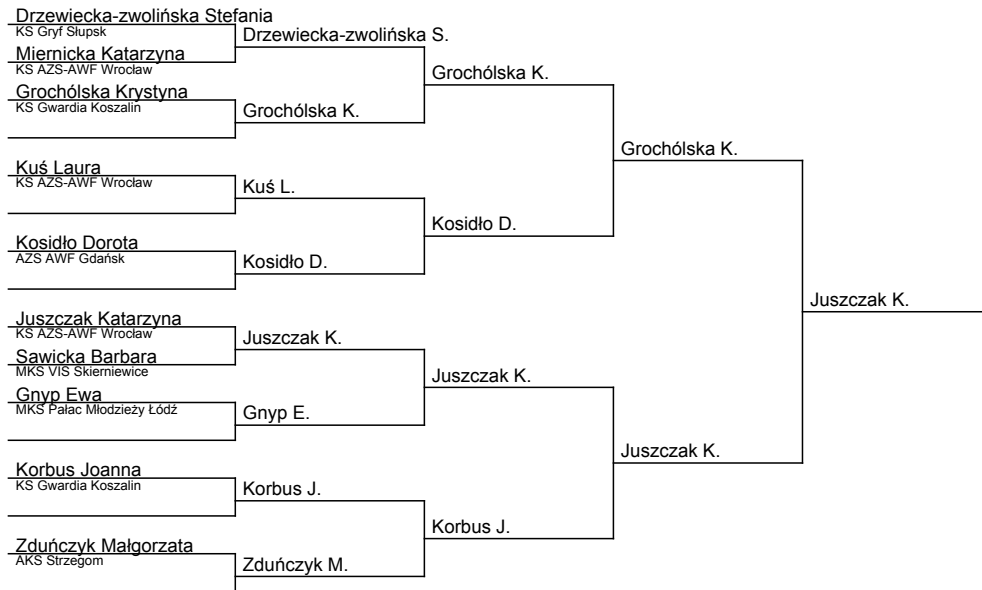 Drzewiecka-zwolińska Stefania
KS Gryf Słupsk
Drzewiecka-zwolińska S.
Miernicka Katarzyna
KS AZS-AWF Wrocław
Grochólska K.
Grochólska Krystyna
KS Gwardia Koszalin
Grochólska K.
Grochólska K.
Kuś Laura
KS AZS-AWF Wrocław
Kuś L.
Kosidło D.
Kosidło Dorota
AZS AWF Gdańsk
Kosidło D.
Juszczak K.
Juszczak Katarzyna
KS AZS-AWF Wrocław
Juszczak K.
Sawicka Barbara
MKS VIS Skierniewice
Juszczak K.
Gnyp Ewa
MKS Pałac Młodzieży Łódź
Gnyp E.
Juszczak K.
Korbus Joanna
KS Gwardia Koszalin
Korbus J.
Korbus J.
Zduńczyk Małgorzata
AKS Strzegom
Zduńczyk M.